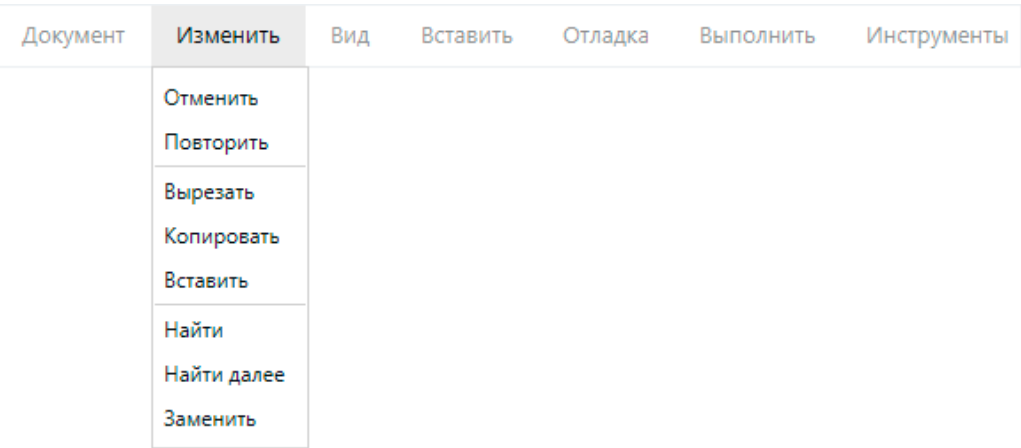 Документ Изменить Вид Вставить Отладка Выполнить Инструменты
Отменить
Повторить
Вырезать
Копировать
Вставить
Найти
Найти далее
Заменить